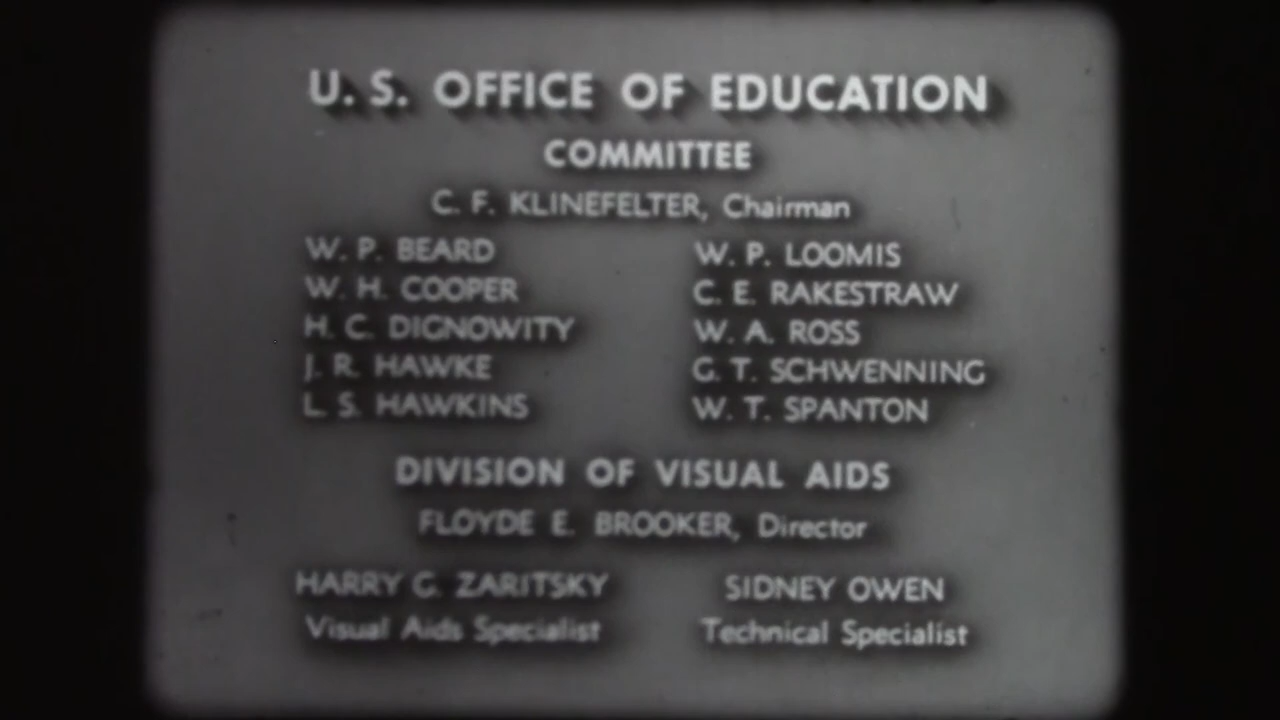 U. S. OFFICE OF EDUCATION
COMMITTEE
C. F. KLINEFELTER, Chairman
W. P. BEARD
W. H. COOPER
H. C. DIGNOWITY
J. R. HAWKE
L. S. HAWKINS
W. P. LOOMIS
C. E. RAKESTRAW
W. A. ROSS
G. T. SCHWENNING
W. T. SPANTON
DIVISION OF VISUAL AIDS
FLOYDE E. BROOKER, Director
HARRY G. ZARITSKY
Visual Aids Specialist
SIDNEY OWEN
Technical Specialist